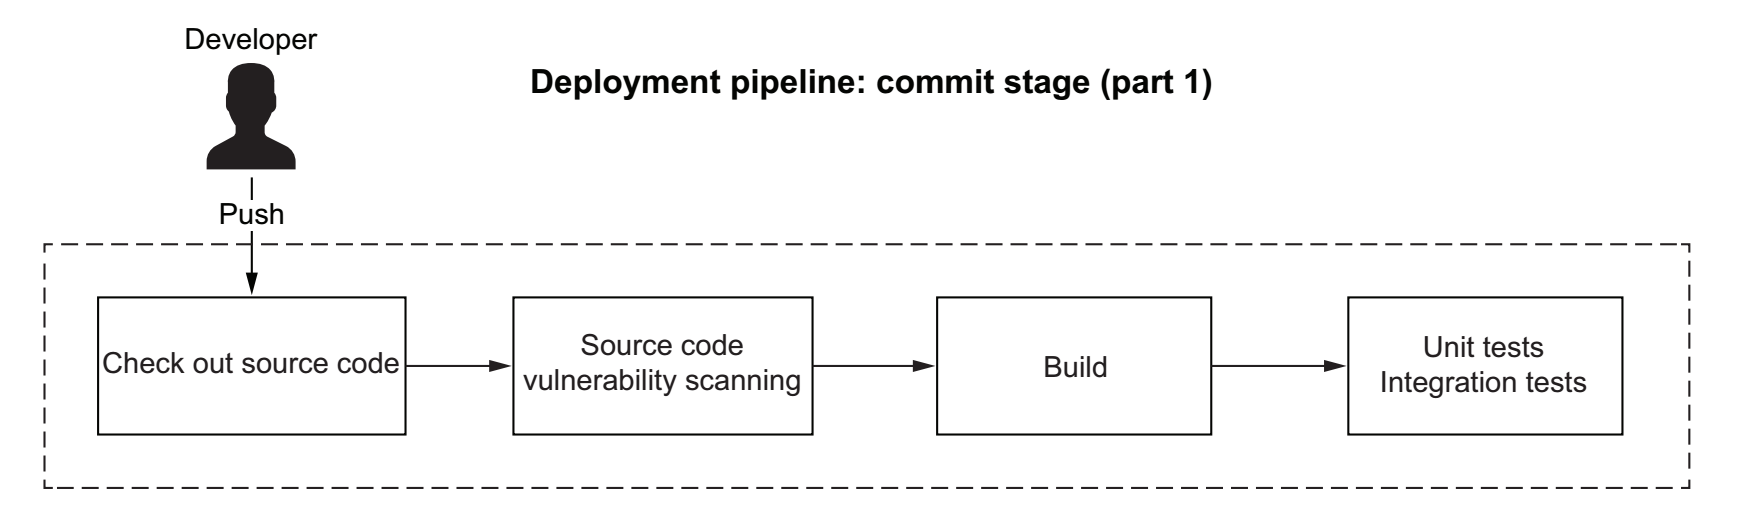 Developer
Deployment pipeline: commit stage (part 1)
Push
Check out source code
Source code
vulnerability scanning
Build
Unit tests
Integration tests